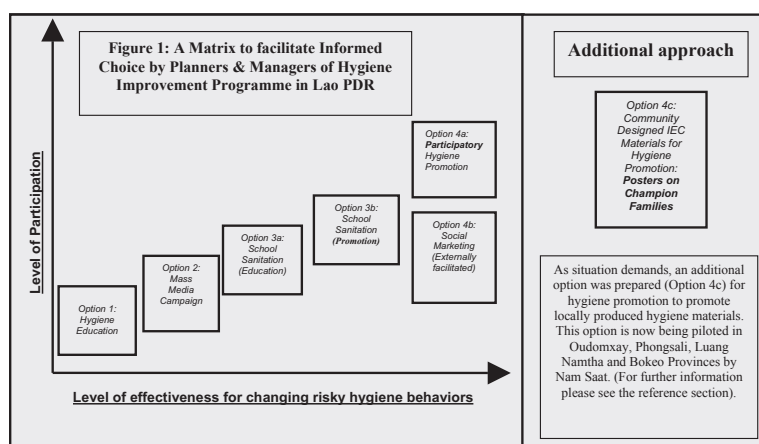 Figure 1: A Matrix to facilitate Informed
Choice by Planners & Managers of Hygiene
Improvement Programme in Lao PDR
Level of Participation
Option 4a:
Participatory
Hygiene
Promotion
Option 3b:
School
Sanitation
(Promotion)
Option 3a:
School
Sanitation
(Education)
Option 4b:
Social
Marketing
(Externally
facilitated)
Option 2:
Mass
Media
Campaign
Option 1:
Hygiene
Education
Level of effectiveness for changing risky hygiene behaviors
Additional approach
Option 4c:
Community
Designed IEC
Materials for
Hygiene
Promotion:
Posters on
Champion
Families
As situation demands, an additional
option was prepared (Option 4c) for
hygiene promotion to promote
locally produced hygiene materials.
This option is now being piloted in
Oudomxay, Phongsali, Luang
Namtha and Bokeo Provinces by
Nam Saat. (For further information
please see the reference section).